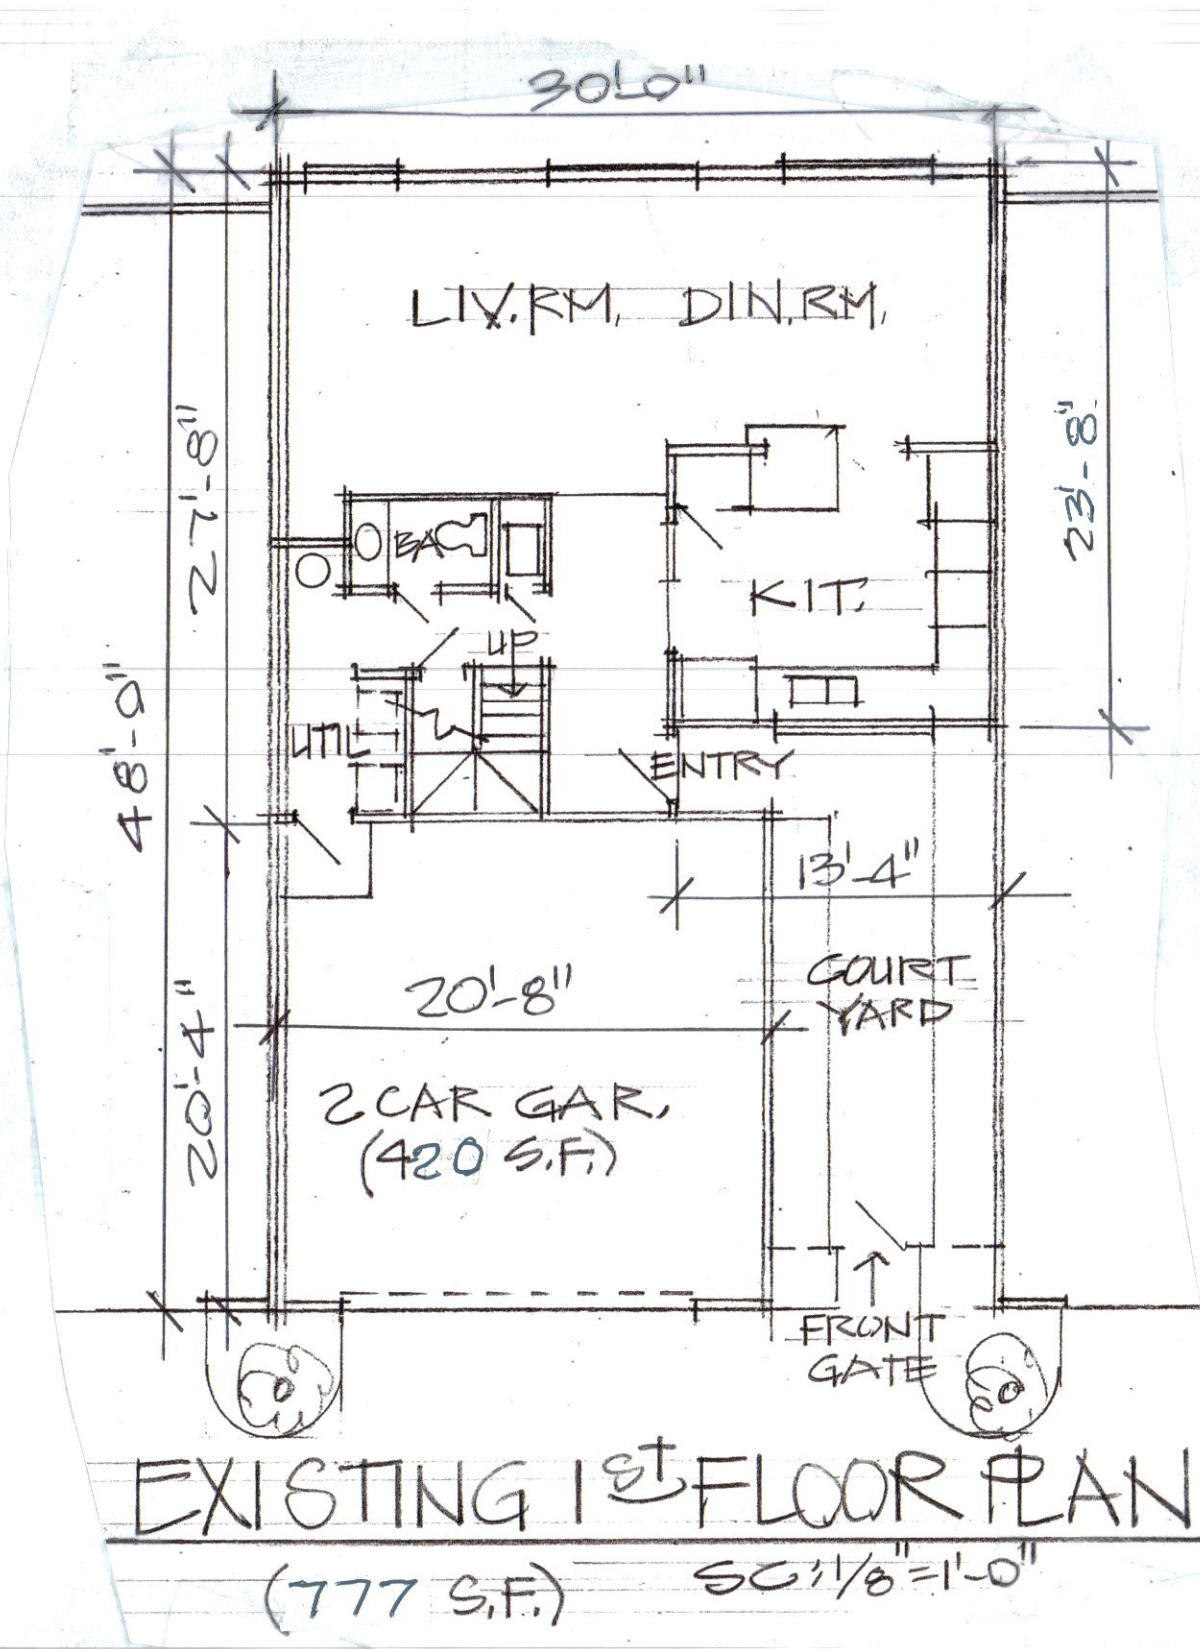 30'-0"
LIV.RM. DIN.RM.
27'-8"
23'-8"
BA
KIT.
UP
48'-0"
UTIL
ENTRY
13'-4"
COURT
YARD
20'-8"
20'-4"
2 CAR GAR.
(420 S.F.)
FRONT
GATE
EXISTING 1st FLOOR PLAN
(777 S.F.) SC:1/8"=1'-0"